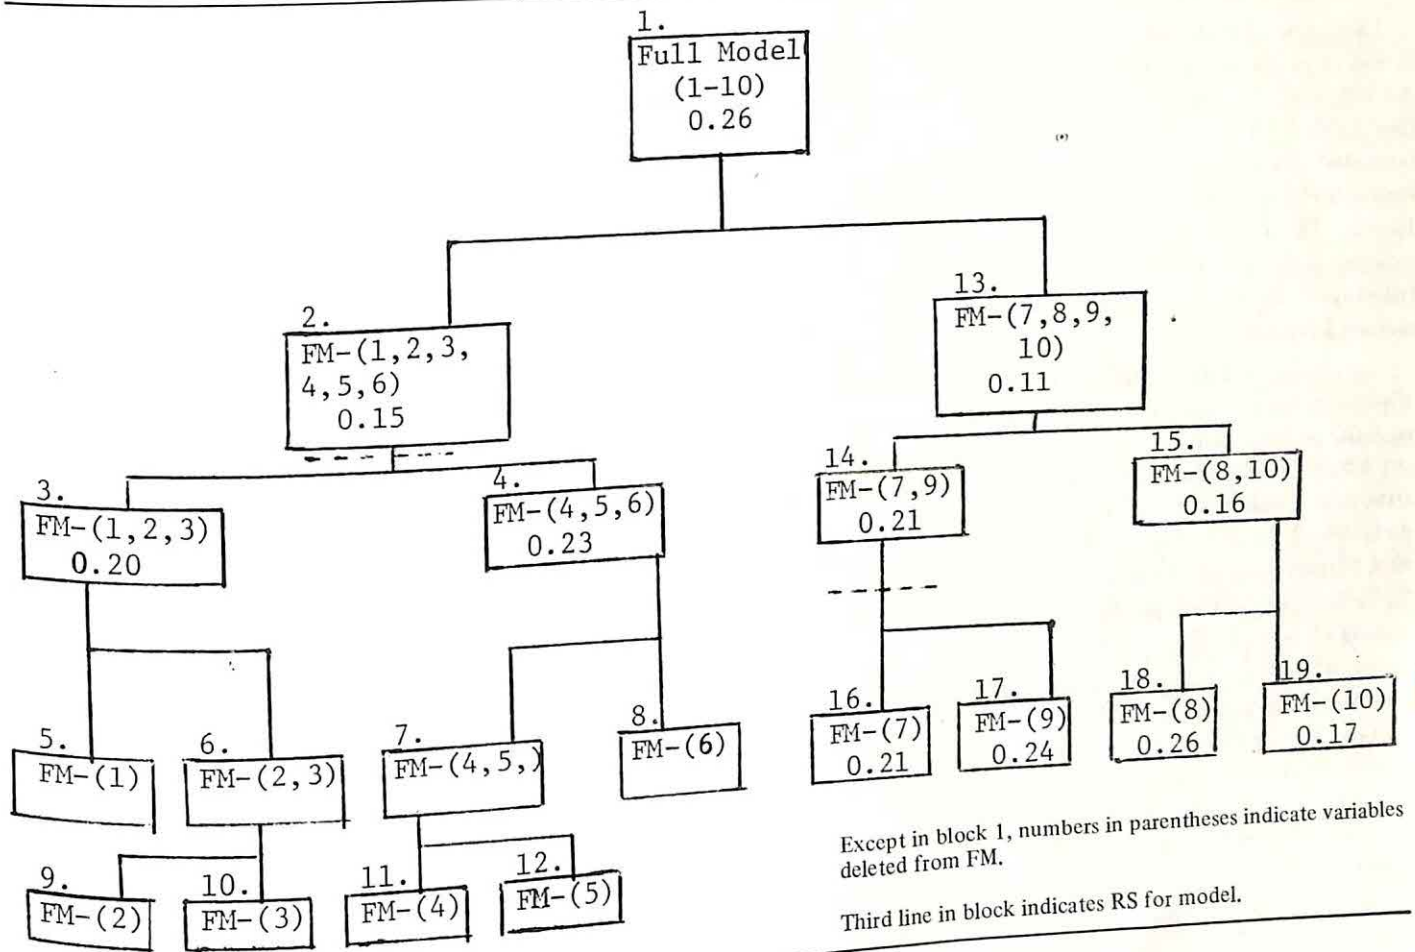 1.
Full Model
(1-10)
0.26
2.
FM-(1,2,3,
4,5,6)
0.15
13.
FM-(7,8,9,
10)
0.11
3.
FM-(1,2,3)
0.20
4.
FM-(4,5,6)
0.23
14.
FM-(7,9)
0.21
15.
FM-(8,10)
0.16
5.
FM-(1)
6.
FM-(2,3)
7.
FM-(4,5,)
8.
FM-(6)
16.
FM-(7)
0.21
17.
FM-(9)
0.24
18.
FM-(8)
0.26
19.
FM-(10)
0.17
9.
FM-(2)
10.
FM-(3)
11.
FM-(4)
12.
FM-(5)
Except in block 1, numbers in parentheses indicate variables
deleted from FM.
Third line in block indicates RS for model.